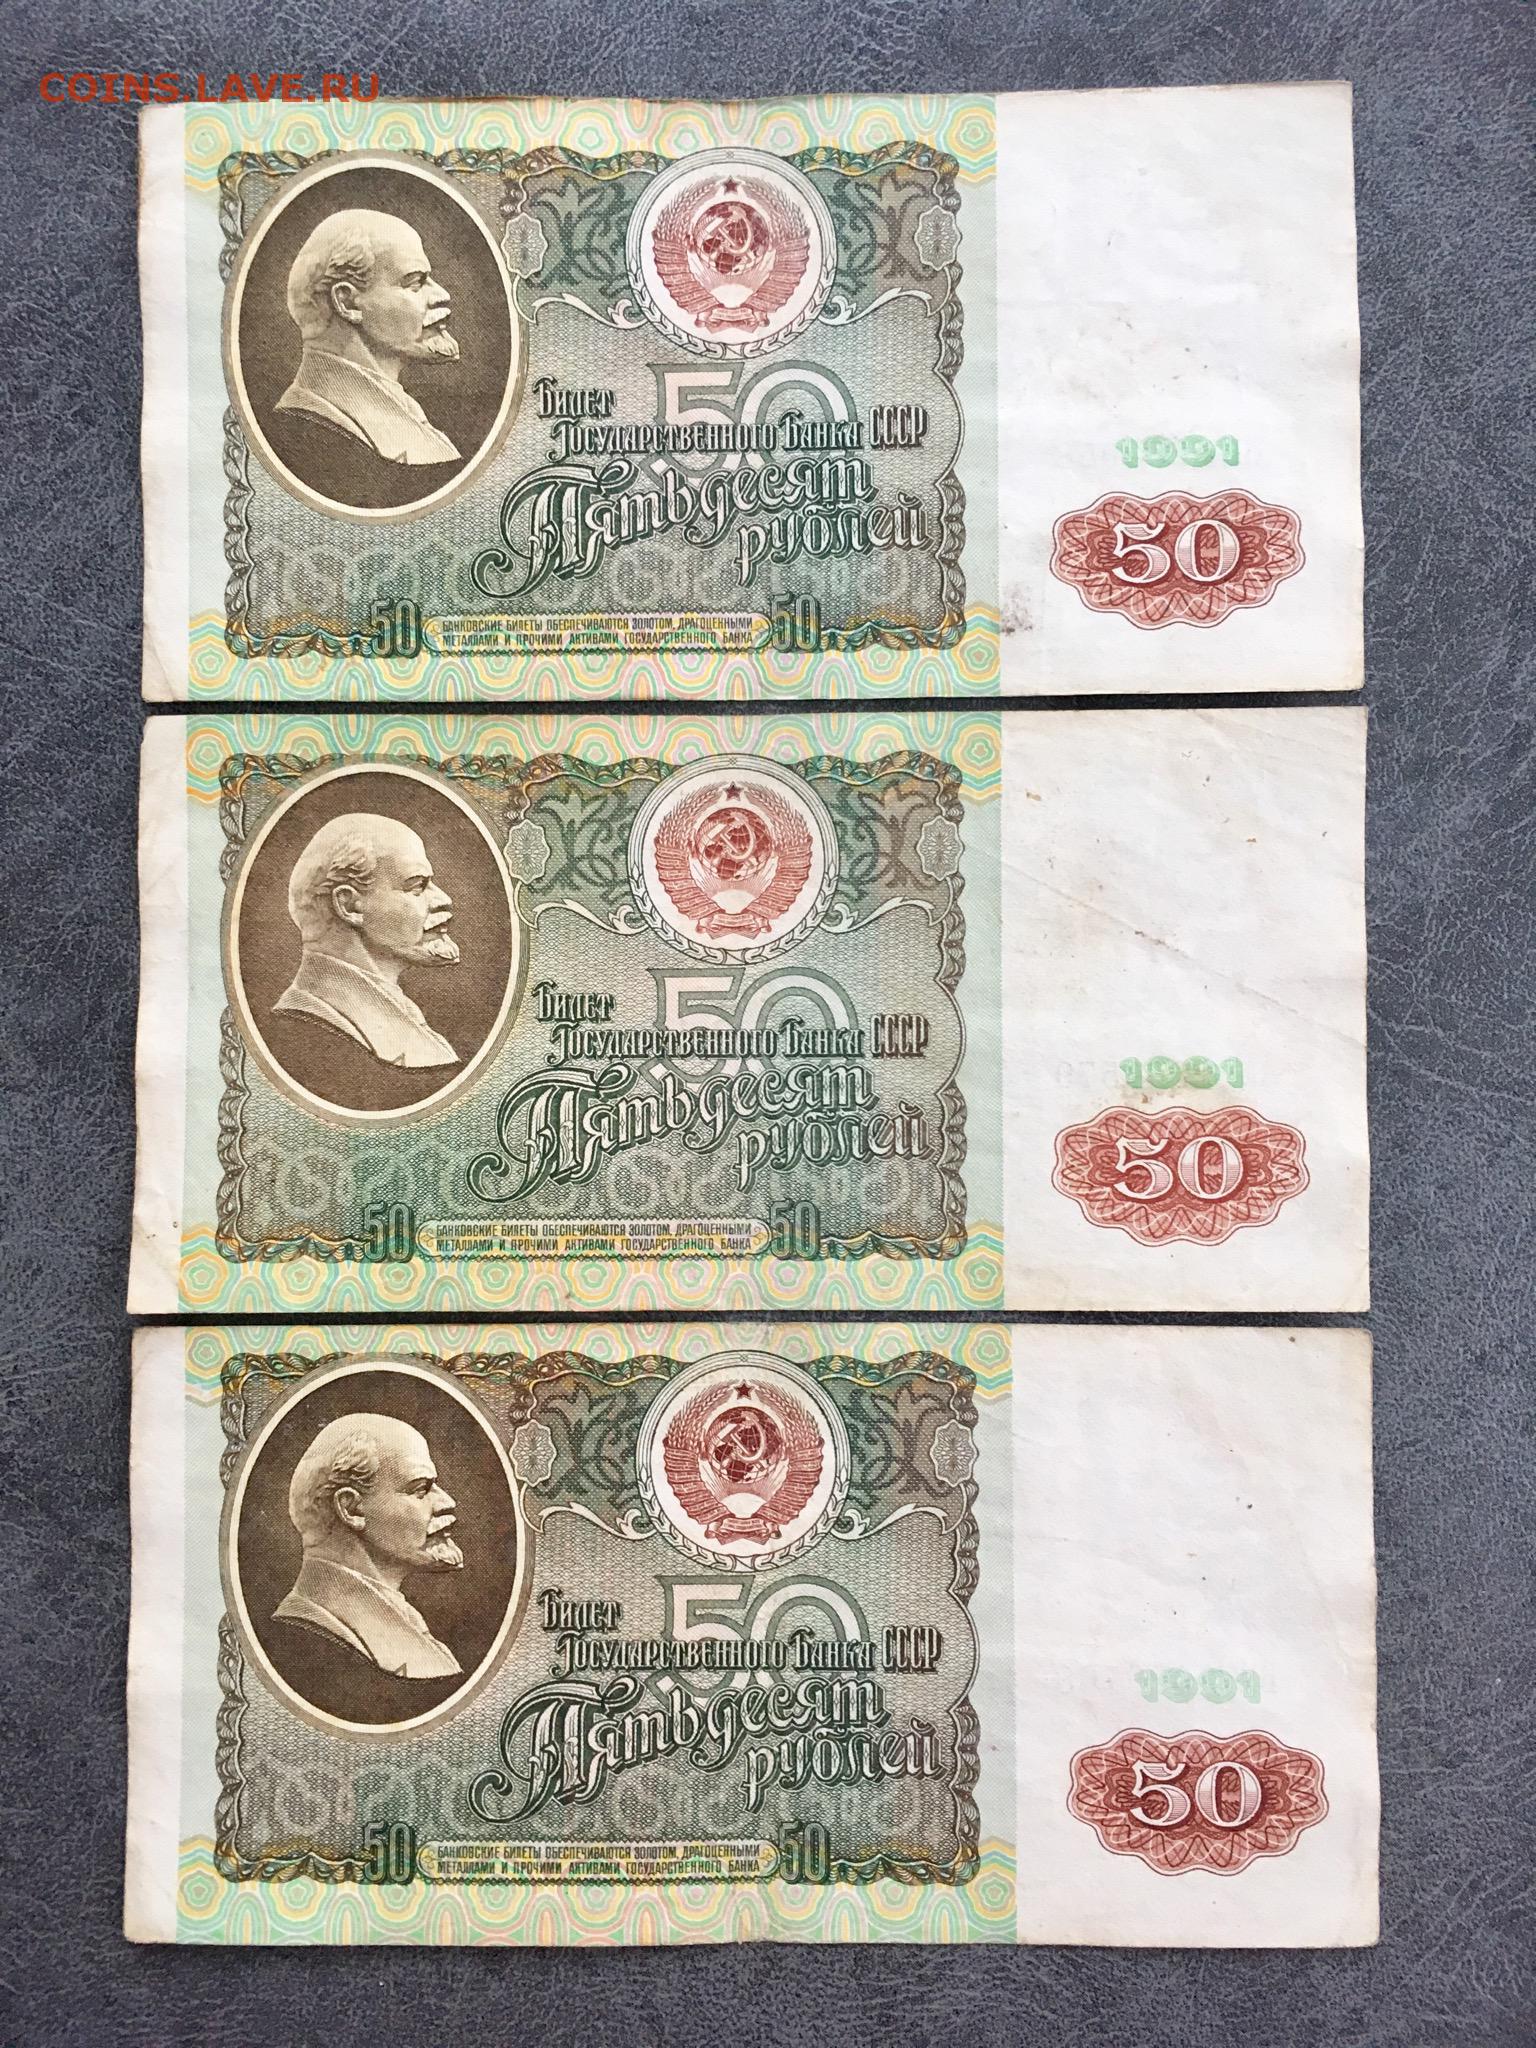 COINS.LAVE.RU
Билет
Государственного Банка СССР
50
Пятьдесят
рублей
1991
50
50
БАНКОВСКИЕ БИЛЕТЫ ОБЕСПЕЧИВАЮТСЯ ЗОЛОТОМ, ДРАГОЦЕННЫМИ
МЕТАЛЛАМИ И ПРОЧИМИ АКТИВАМИ ГОСУДАРСТВЕННОГО БАНКА
50
Билет
Государственного Банка СССР
50
Пятьдесят
рублей
1991
50
50
БАНКОВСКИЕ БИЛЕТЫ ОБЕСПЕЧИВАЮТСЯ ЗОЛОТОМ, ДРАГОЦЕННЫМИ
МЕТАЛЛАМИ И ПРОЧИМИ АКТИВАМИ ГОСУДАРСТВЕННОГО БАНКА
50
Билет
Государственного Банка СССР
50
Пятьдесят
рублей
1991
50
50
БАНКОВСКИЕ БИЛЕТЫ ОБЕСПЕЧИВАЮТСЯ ЗОЛОТОМ, ДРАГОЦЕННЫМИ
МЕТАЛЛАМИ И ПРОЧИМИ АКТИВАМИ ГОСУДАРСТВЕННОГО БАНКА
50